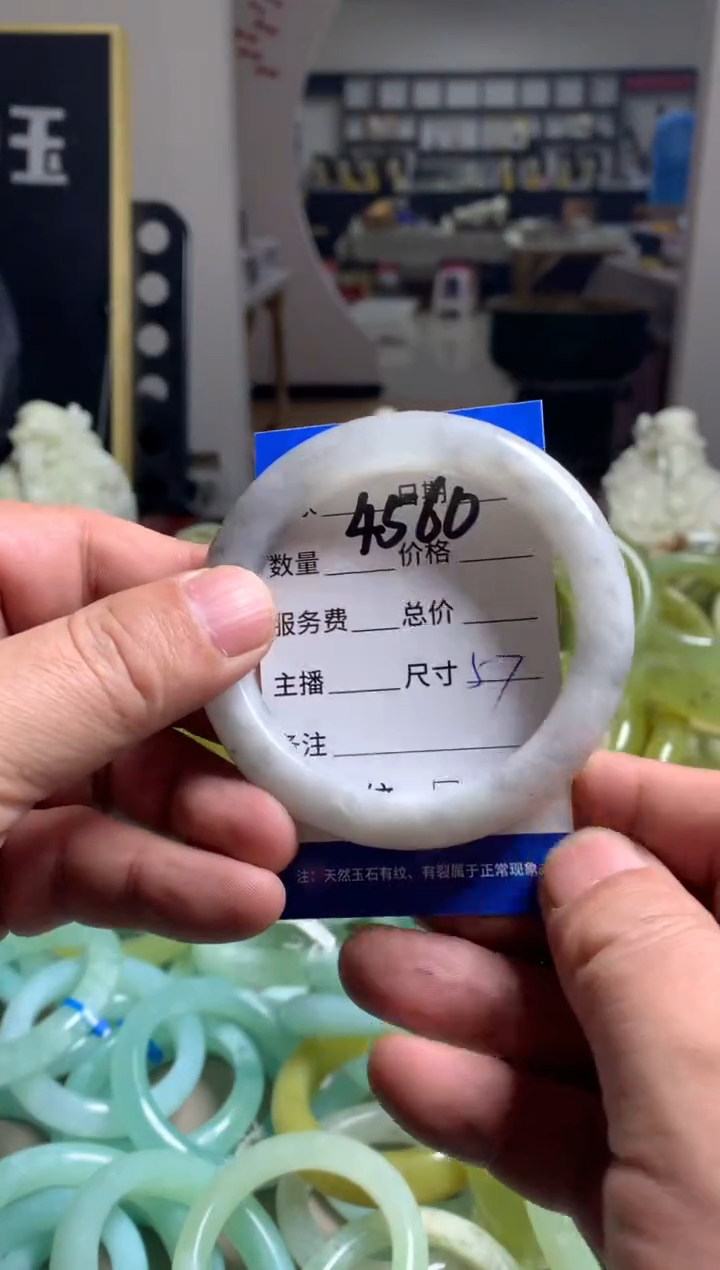 玉
日期
4560
数量 价格
服务费 总价
主播 尺寸 57
备注
注：天然玉石有纹、有裂属于正常现象